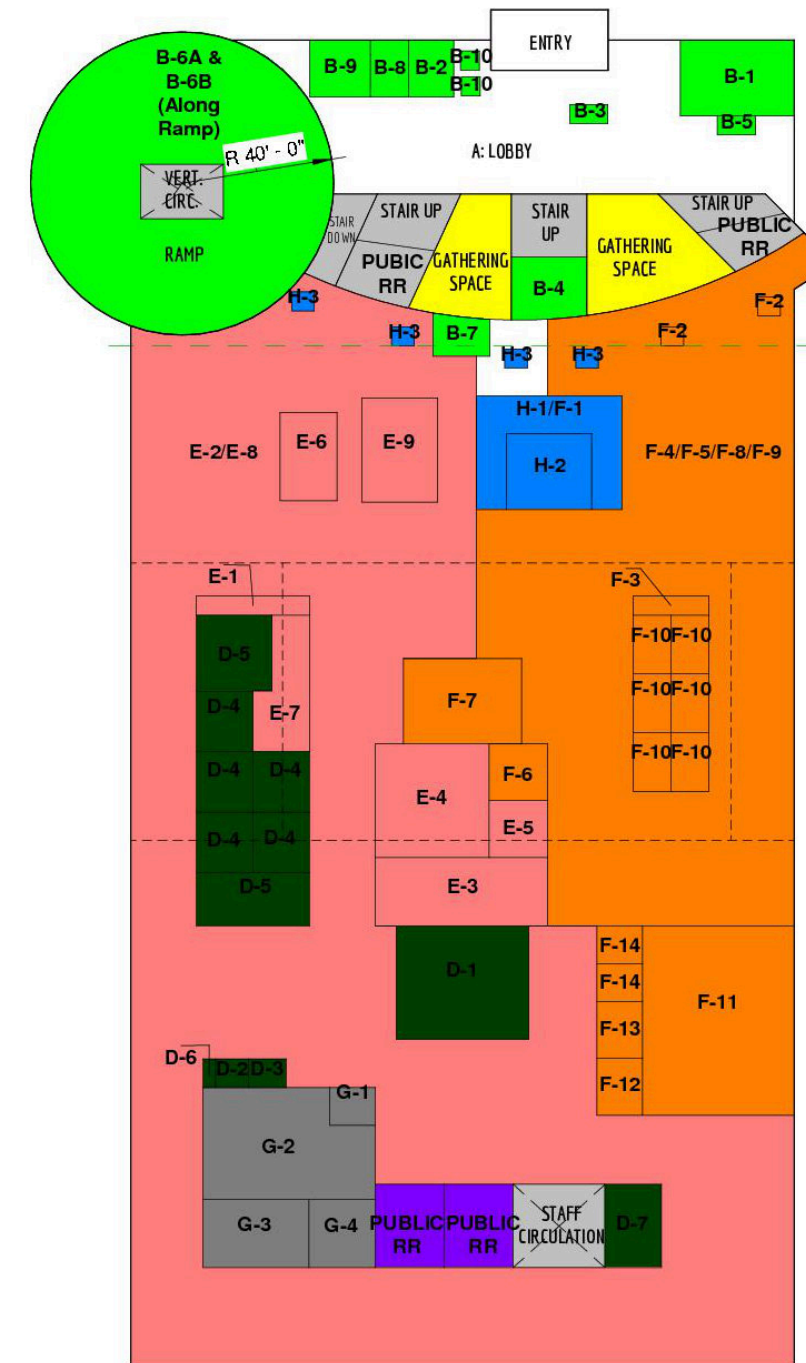 ENTRY
B-6A &
B-6B
(Along
Ramp)
B-9
B-8
B-2
B-10
B-10
B-1
B-3
B-5
R 40' - 0"
A: LOBBY
VERT.
CIRC.
RAMP
STAIR
DOWN
STAIR UP
PUBIC
RR
GATHERING
SPACE
STAIR
UP
B-4
GATHERING
SPACE
STAIR UP
PUBLIC
RR
H-3
F-2
H-3
B-7
F-2
H-3
H-3
H-1/F-1
E-2/E-8
E-6
E-9
H-2
F-4/F-5/F-8/F-9
E-1
F-3
D-5
F-10
F-10
D-4
E-7
F-7
F-10
F-10
D-4
D-4
F-6
F-10
F-10
E-4
E-5
D-4
D-4
D-5
E-3
D-1
F-14
F-14
F-11
F-13
D-6
D-2
D-3
F-12
G-1
G-2
G-3
G-4
PUBLIC
RR
PUBLIC
RR
STAFF
CIRCULATION
D-7